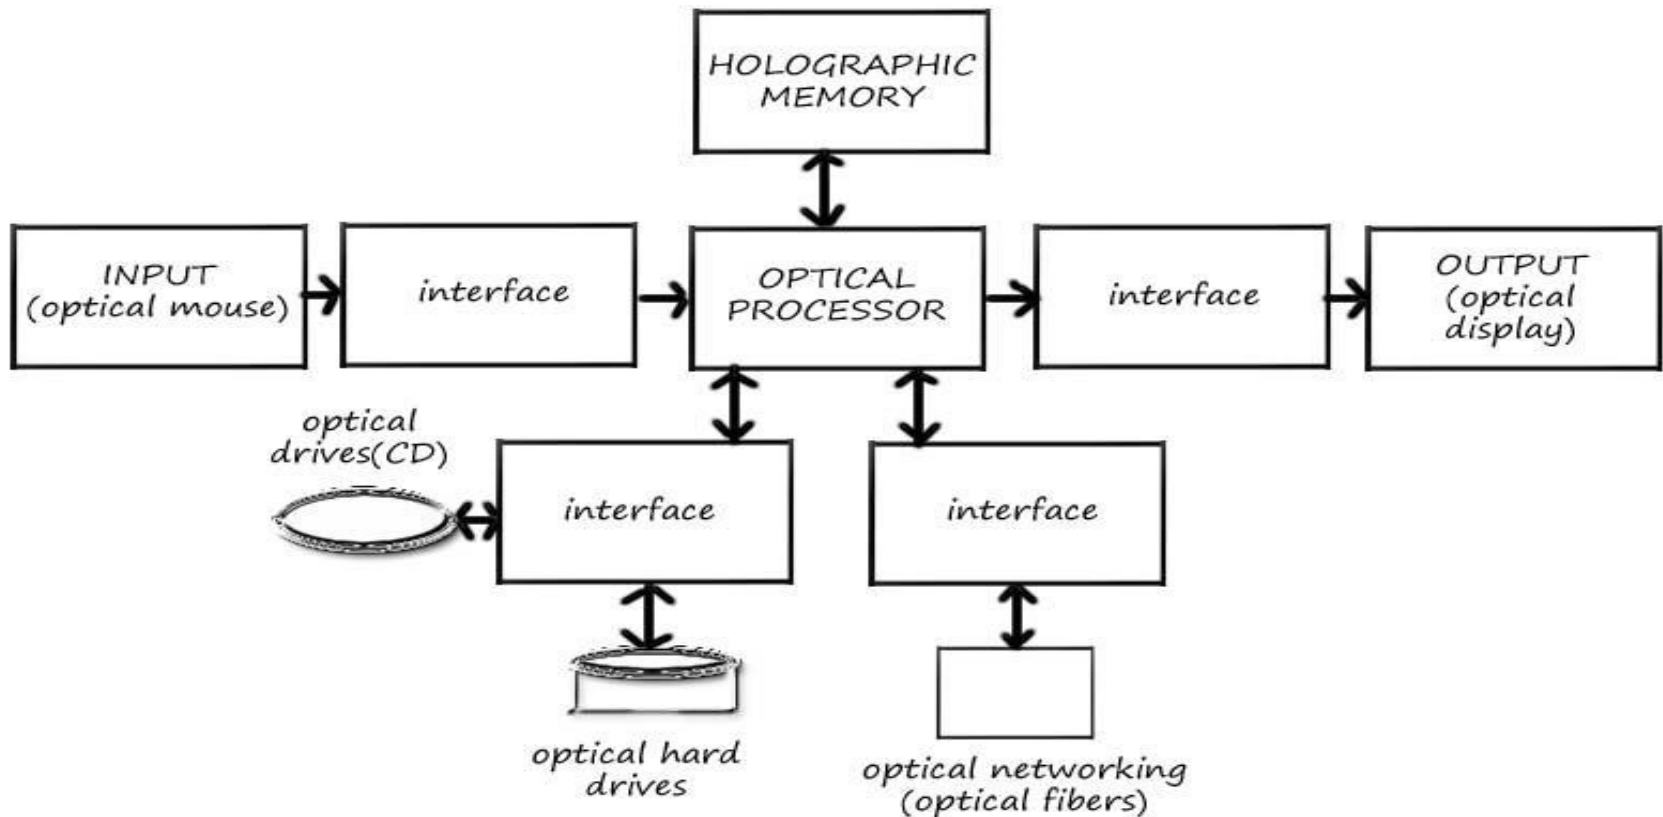 HOLOGRAPHIC
MEMORY
INPUT
(optical mouse)
interface
OPTICAL
PROCESSOR
interface
OUTPUT
(optical
display)
optical
drives(CD)
interface
interface
optical hard
drives
optical networking
(optical fibers)